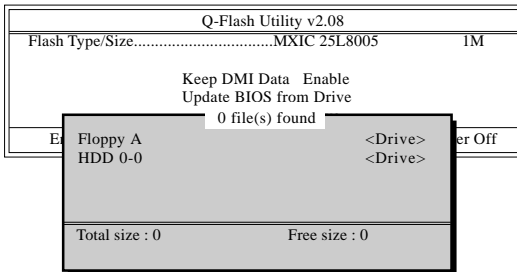 Q-Flash Utility v2.08
Flash Type/Size.................................MXIC 25L8005 1M
Keep DMI Data Enable
Update BIOS from Drive
0 file(s) found
Floppy A <Drive>
HDD 0-0 <Drive>
Total size : 0 Free size : 0
Off